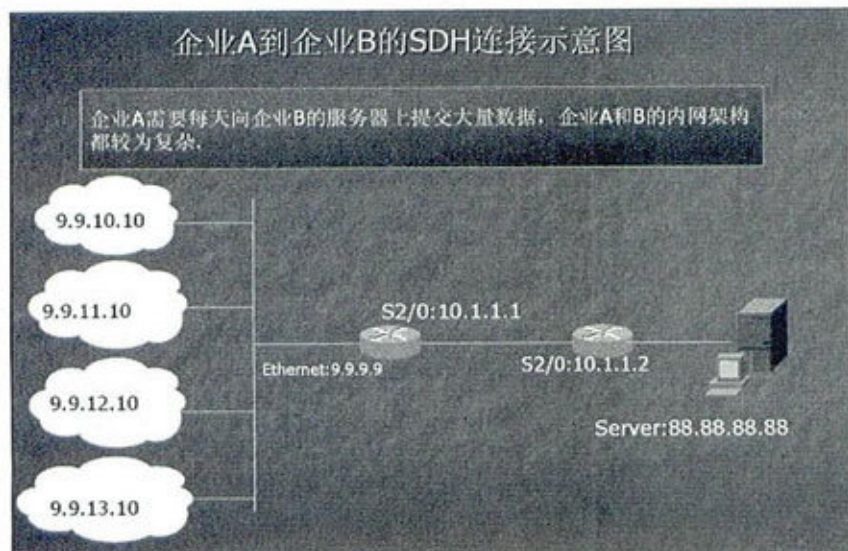 企业A到企业B的SDH连接示意图
企业A需要每天向企业B的服务器上提交大量数据，企业A和B的内网架构
都较为复杂.
9.9.10.10
9.9.11.10
9.9.12.10
9.9.13.10
Ethernet:9.9.9.9
S2/0:10.1.1.1
S2/0:10.1.1.2
Server:88.88.88.88